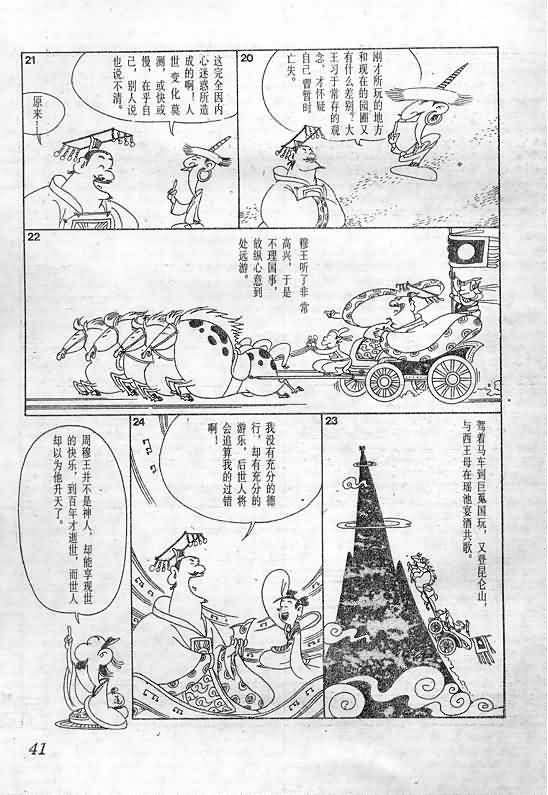 20
刚才所玩的地方
和现在的园囿又
有什么差别？大
王习于常存的观
念，才怀疑
自己曾暂时
亡失。
21
这完全因内
心迷惑所造
成的啊！人
世变化莫
测，或快或
慢，在乎自
己，别人说
也说不清。
原来……
22
穆王听了非常
高兴，于是
不理国事，
放纵心意到
处远游。
23
驾着马车到巨蒐国玩，又登昆仑山，
与西王母在瑶池宴酒共歌。
24
我没有充分的德
行，却有充分的
游乐，后世人将
会追算我的过错
啊！
周穆王并不是神人，却能享现世
的快乐，到百年才逝世，而世人
却以为他升天了。
41